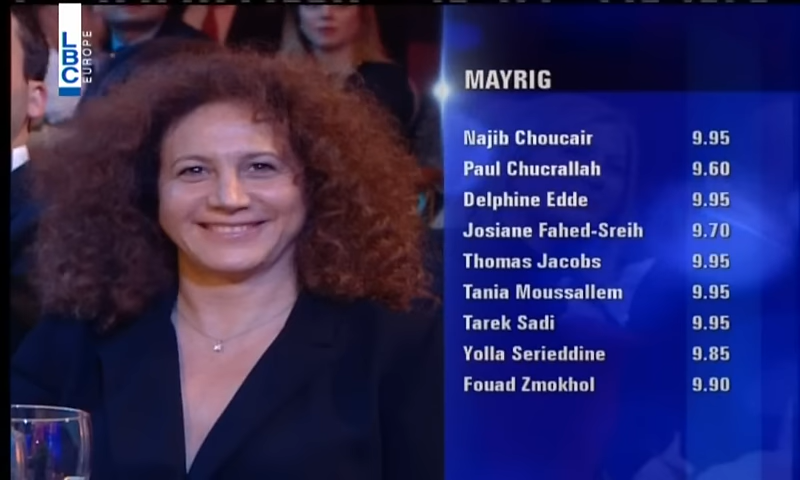 LBC EUROPE
MAYRIG
Najib Choucair 9.95
Paul Chucrallah 9.60
Delphine Edde 9.95
Josiane Fahed-Sreih 9.70
Thomas Jacobs 9.95
Tania Moussallem 9.95
Tarek Sadi 9.95
Yolla Serieddine 9.85
Fouad Zmokhol 9.90